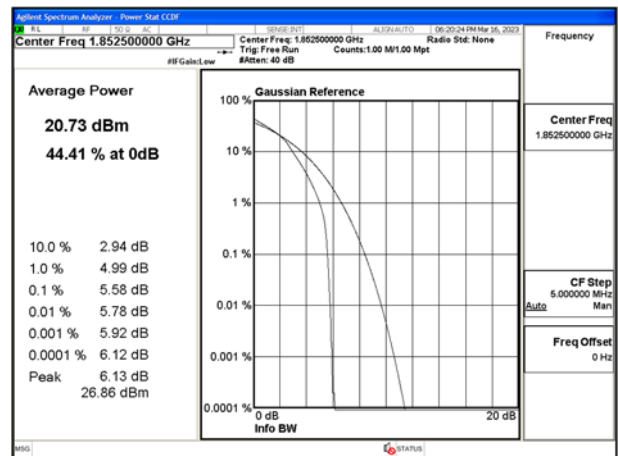 Agilent Spectrum Analyzer - Power Stat CCDF
RL RF 50 Ω AC SENSE:INT ALIGN AUTO 06:20:24 PM Mar 16, 2023
Center Freq 1.852500000 GHz
Center Freq: 1.852500000 GHz Radio Std: None
Trig: Free Run Counts:1.00 M/1.00 Mpt
#IFGain:Low #Atten: 40 dB
Frequency
Average Power
20.73 dBm
44.41 % at 0dB
10.0 % 2.94 dB
1.0 % 4.99 dB
0.1 % 5.58 dB
0.01 % 5.78 dB
0.001 % 5.92 dB
0.0001 % 6.12 dB
Peak 6.13 dB
26.86 dBm
Gaussian Reference
100 %
10 %
1 %
0.1 %
0.01 %
0.001 %
0.0001 %
0 dB 20 dB
Info BW
Center Freq
1.852500000 GHz
CF Step
5.000000 MHz
Auto Man
Freq Offset
0 Hz
MSG STATUS